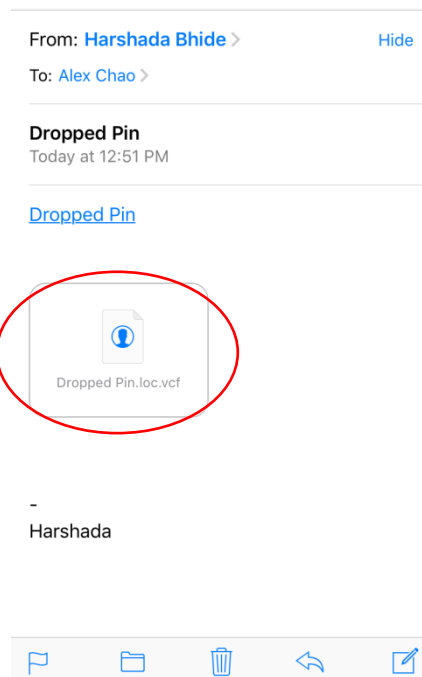 From: Harshada Bhide Hide
To: Alex Chao
Dropped Pin
Today at 12:51 PM
Dropped Pin
Dropped Pin.loc.vcf
-
Harshada